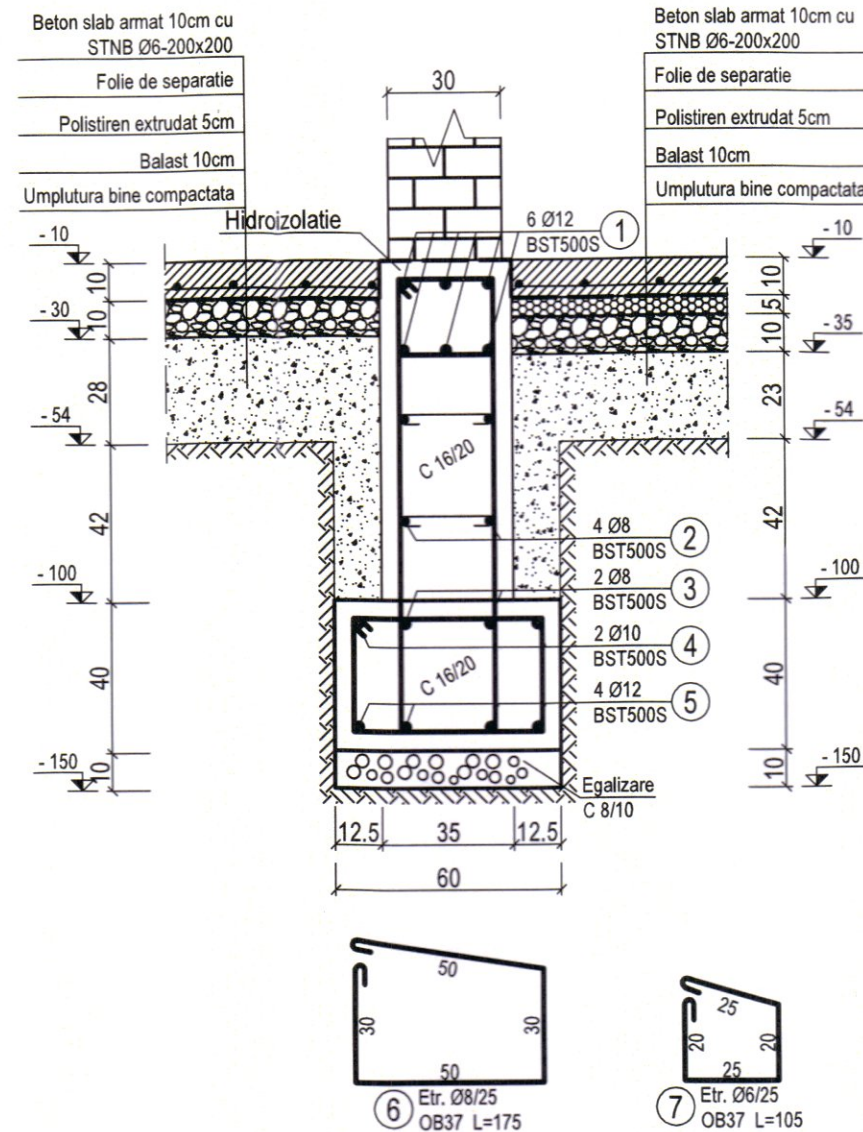 Beton slab armat 10cm cu
STNB Ø6-200x200
Folie de separatie
Polistiren extrudat 5cm
Balast 10cm
Umplutura bine compactata
Beton slab armat 10cm cu
STNB Ø6-200x200
Folie de separatie
Polistiren extrudat 5cm
Balast 10cm
Umplutura bine compactata
30
Hidroizolatie
6 Ø12
BST500S
1
- 10
- 30
- 54
- 100
- 150
10
10
28
42
40
10
- 10
- 35
- 54
- 100
- 150
10
5
10
23
42
40
10
C 16/20
4 Ø8
BST500S
2
2 Ø8
BST500S
3
2 Ø10
BST500S
4
C 16/20
4 Ø12
BST500S
5
Egalizare
C 8/10
12.5 35 12.5
60
50
30
30
50
6 Etr. Ø8/25
OB37 L=175
25
20
20
25
7 Etr. Ø6/25
OB37 L=105